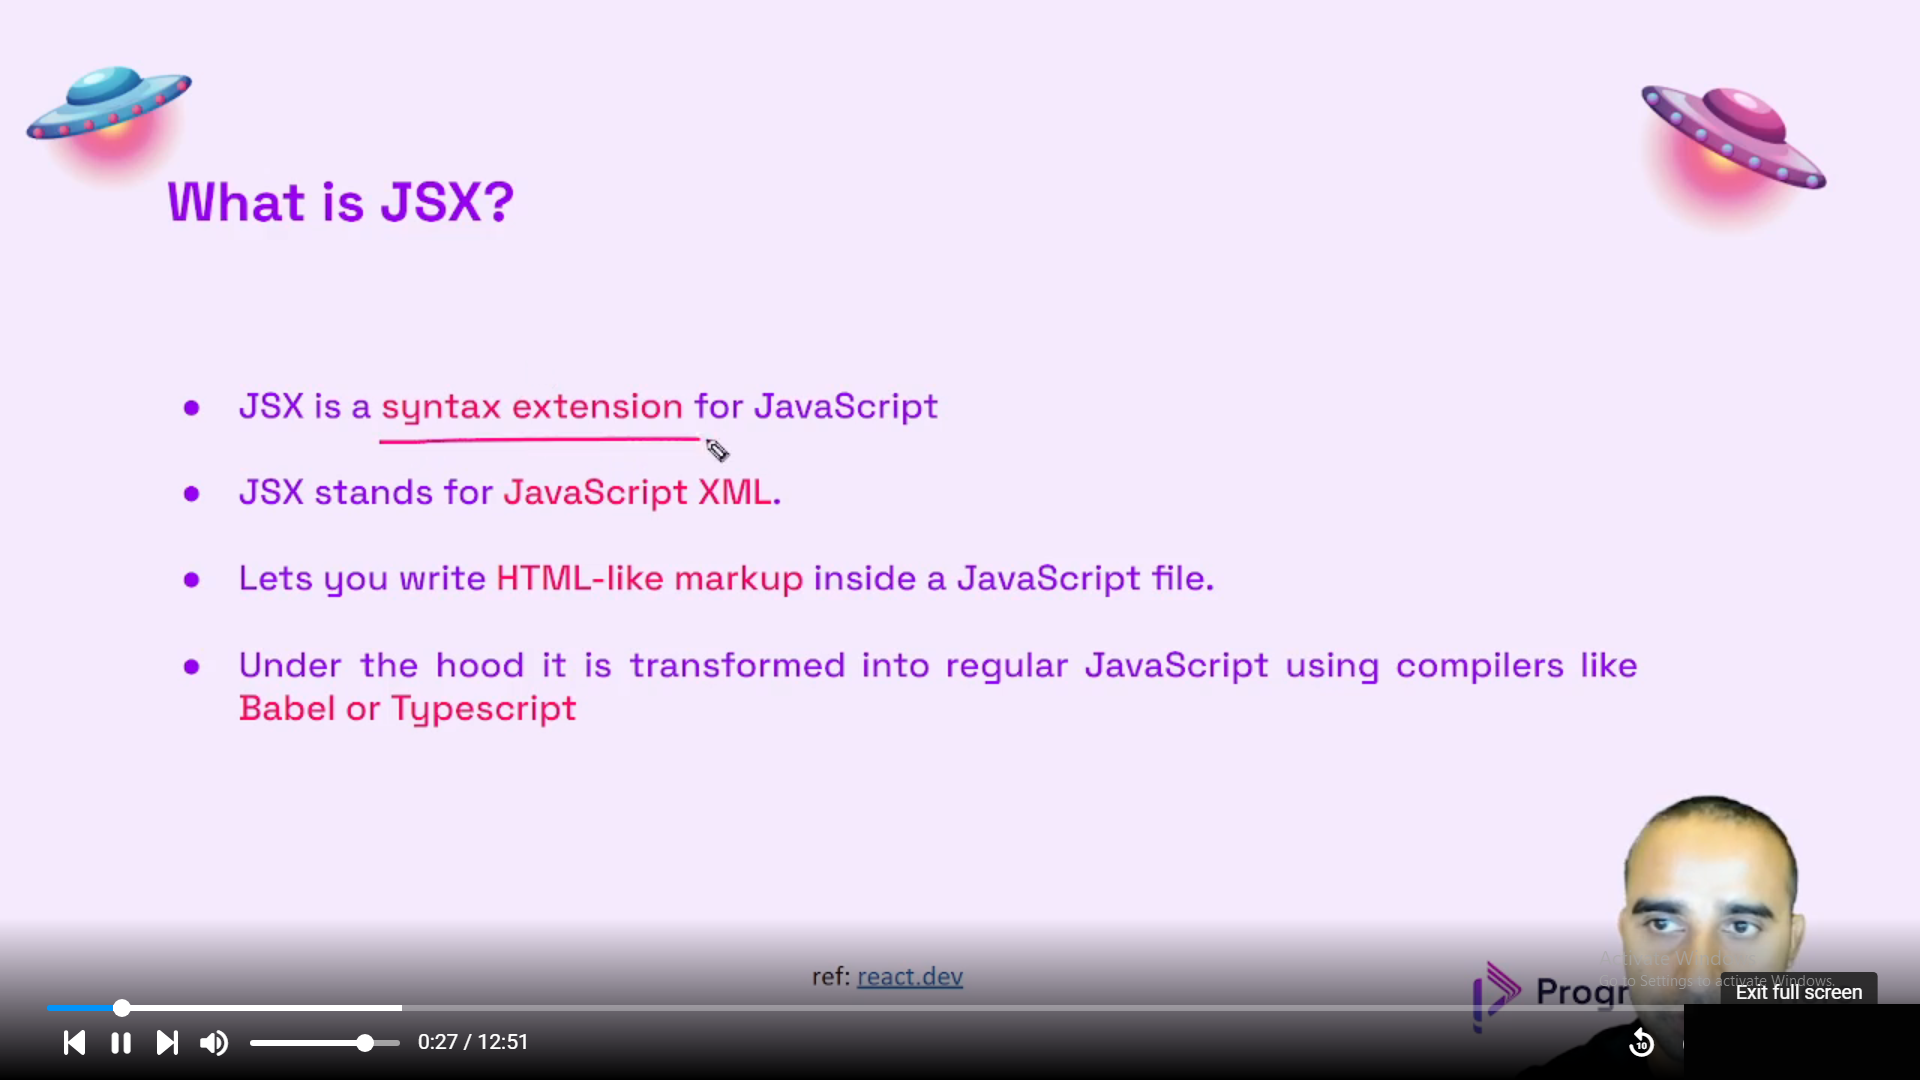 What is JSX?
● JSX is a syntax extension for JavaScript
● JSX stands for JavaScript XML.
● Lets you write HTML-like markup inside a JavaScript file.
● Under the hood it is transformed into regular JavaScript using compilers like
Babel or Typescript
ref: react.dev
Progr
Activate Windows
Go to Settings to activate Windows.
Exit full screen
0:27 / 12:51
10